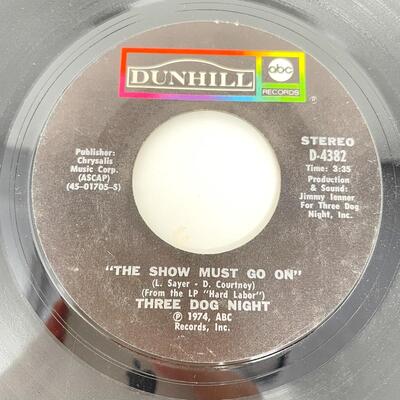 DUNHILL
abc
RECORDS
℗
Publisher:
Chrysalis
Music Corp.
(ASCAP)
(45-01705-S)
STEREO
D-4382
Time: 3:35
Production
& Sound:
Jimmy Ienner
For Three Dog
Night, Inc.
"THE SHOW MUST GO ON"
(L. Sayer - D. Courtney)
(From the LP "Hard Labor")
THREE DOG NIGHT
℗ 1974, ABC
Records, Inc.